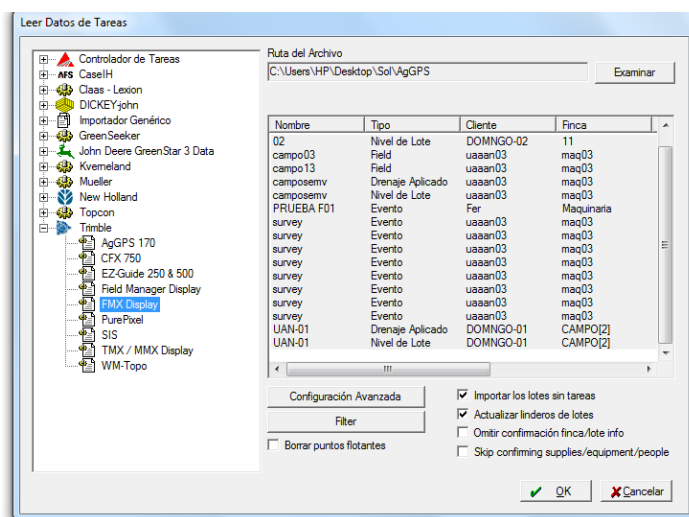 Leer Datos de Tareas
Controlador de Tareas
AFS CaseIH
Claas - Lexion
DICKEY-john
Importador Genérico
GreenSeeker
John Deere GreenStar 3 Data
Kverneland
Mueller
New Holland
Topcon
Trimble
AgGPS 170
CFX 750
EZ-Guide 250 & 500
Field Manager Display
FMX Display
PurePixel
SIS
TMX / MMX Display
WM-Topo
Ruta del Archivo
C:\Users\HP\Desktop\Sol\AgGPS Examinar
Nombre Tipo Cliente Finca
02 Nivel de Lote DOMNGO-02 11
campo03 Field uaaan03 maq03
campo13 Field uaaan03 maq03
camposemv Drenaje Aplicado uaaan03 maq03
camposemv Nivel de Lote uaaan03 maq03
PRUEBA F01 Evento Fer Maquinaria
survey Evento uaaan03 maq03
survey Evento uaaan03 maq03
survey Evento uaaan03 maq03
survey Evento uaaan03 maq03
survey Evento uaaan03 maq03
survey Evento uaaan03 maq03
survey Evento uaaan03 maq03
survey Evento uaaan03 maq03
UAN-01 Drenaje Aplicado DOMNGO-01 CAMPO[2]
UAN-01 Nivel de Lote DOMNGO-01 CAMPO[2]
Configuración Avanzada
Filter
Borrar puntos flotantes
Importar los lotes sin tareas
Actualizar linderos de lotes
Omitir confirmación finca/lote info
Skip confirming supplies/equipment/people
OK Cancelar